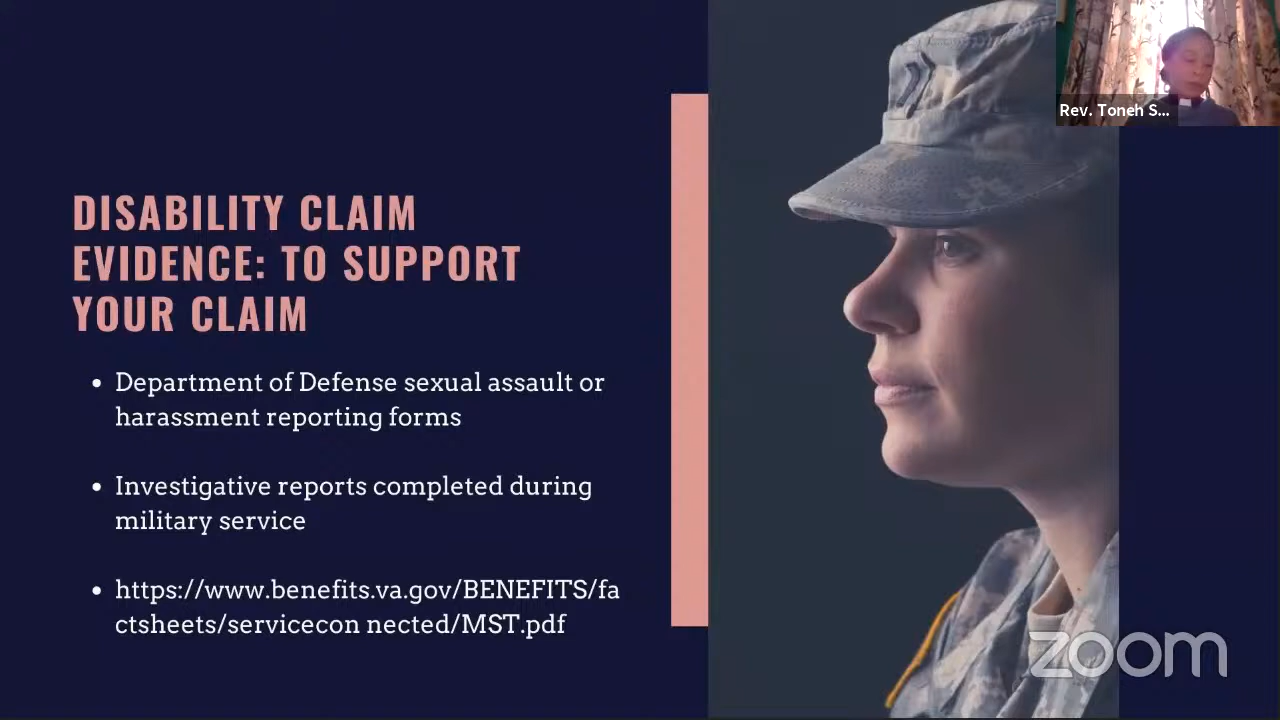 Rev. Toneh S...
DISABILITY CLAIM
EVIDENCE: TO SUPPORT
YOUR CLAIM
• Department of Defense sexual assault or
harassment reporting forms
• Investigative reports completed during
military service
• https://www.benefits.va.gov/BENEFITS/fa
ctsheets/servicecon nected/MST.pdf
zoom